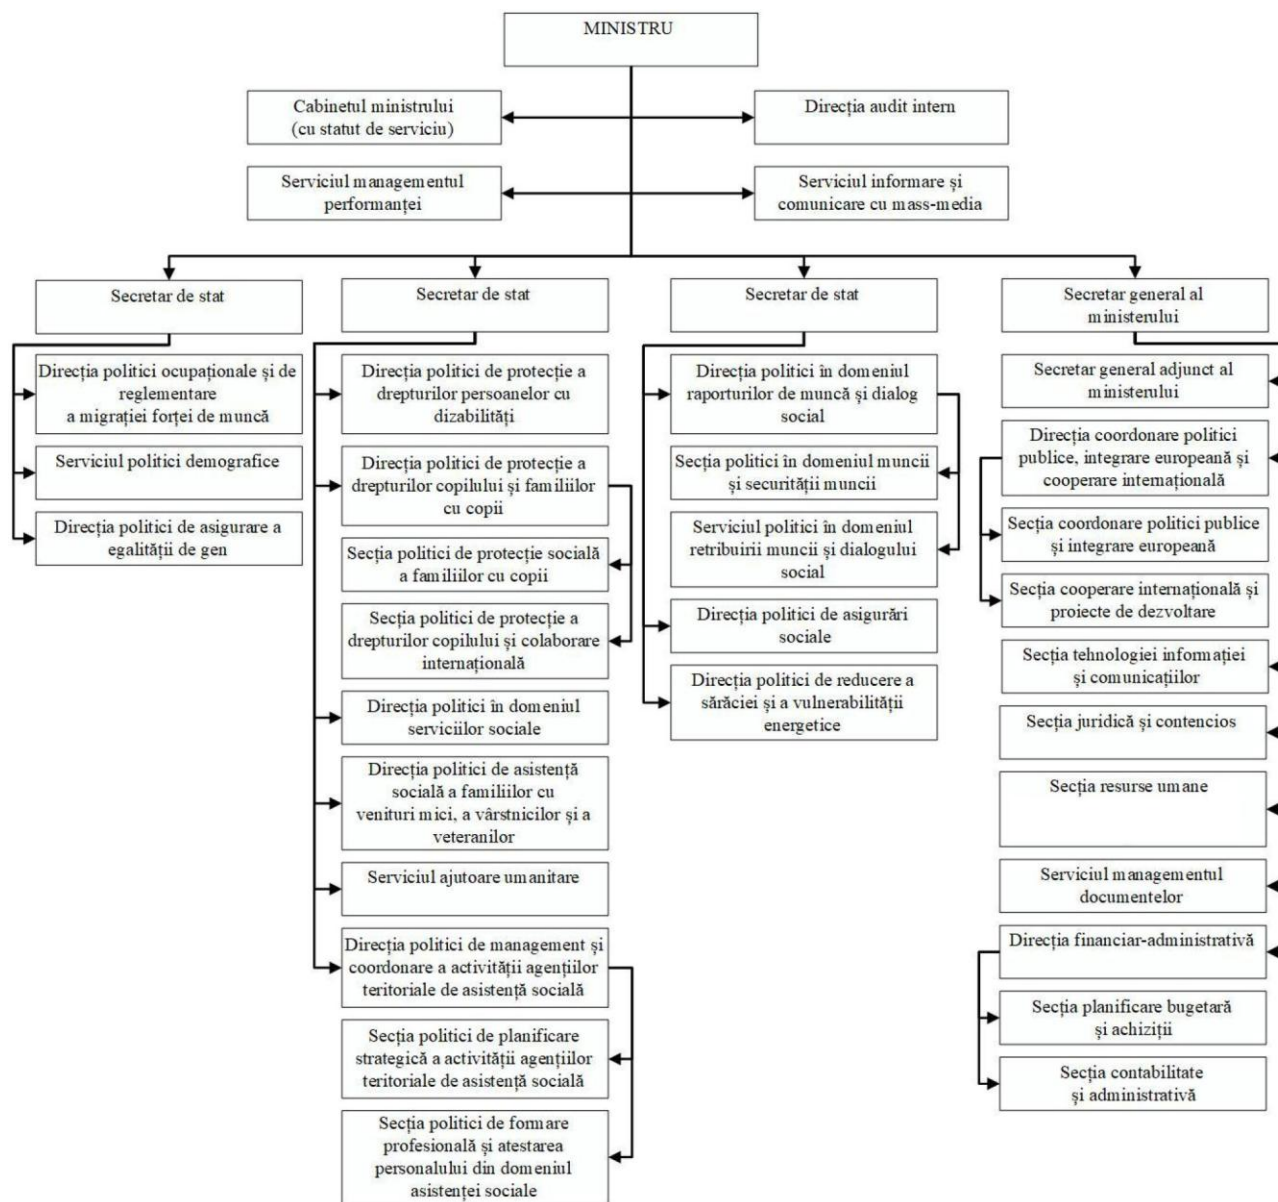 MINISTRU
Cabinetul ministrului
(cu statut de serviciu)
Direcția audit intern
Serviciul managementul
performanței
Serviciul informare și
comunicare cu mass-media
Secretar de stat
Direcția politici ocupaționale și de
reglementare
a migrației forței de muncă
Serviciul politici demografice
Direcția politici de asigurare a
egalității de gen
Secretar de stat
Direcția politici de protecție a
drepturilor persoanelor cu
dizabilități
Direcția politici de protecție a
drepturilor copilului și familiilor
cu copii
Secția politici de protecție socială
a familiilor cu copii
Secția politici de protecție a
drepturilor copilului și colaborare
internațională
Direcția politici în domeniul
serviciilor sociale
Direcția politici de asistență
socială a familiilor cu
venituri mici, a vârstnicilor și a
veteranilor
Serviciul ajutoare umanitare
Direcția politici de management și
coordonare a activității agențiilor
teritoriale de asistență socială
Secția politici de planificare
strategică a activității agențiilor
teritoriale de asistență socială
Secția politici de formare
profesională și atestarea
personalului din domeniul
asistenței sociale
Secretar de stat
Direcția politici în domeniul
raporturilor de muncă și dialog
social
Secția politici în domeniul muncii
și securității muncii
Serviciul politici în domeniul
retribuirii muncii și dialogului
social
Direcția politici de asigurări
sociale
Direcția politici de reducere a
sărăciei și a vulnerabilității
energetice
Secretar general al
ministerului
Secretar general adjunct al
ministerului
Direcția coordonare politici
publice, integrare europeană și
cooperare internațională
Secția coordonare politici publice
și integrare europeană
Secția cooperare internațională și
proiecte de dezvoltare
Secția tehnologiei informației
și comunicațiilor
Secția juridică și contencios
Secția resurse umane
Serviciul managementul
documentelor
Direcția financiar-administrativă
Secția planificare bugetară
și achiziții
Secția contabilitate
și administrativă